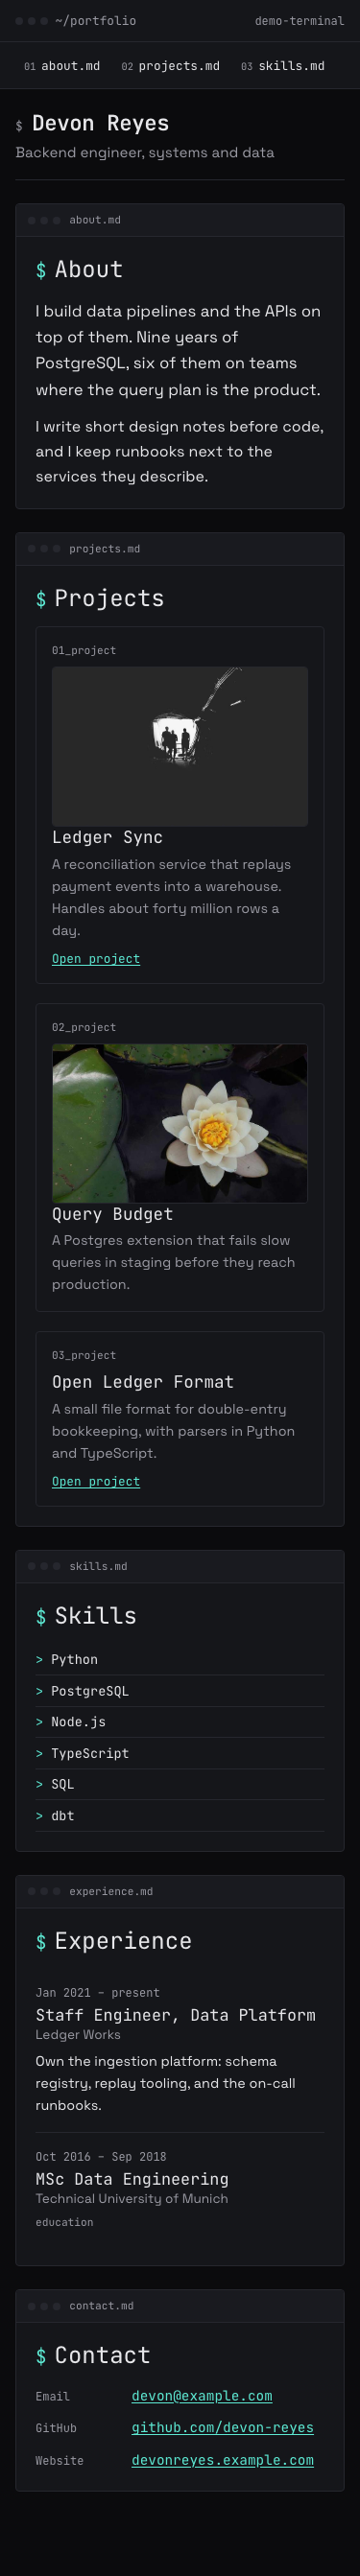 ~/portfolio
demo-terminal
01 about.md
02 projects.md
03 skills.md
$ Devon Reyes
Backend engineer, systems and data
about.md
$ About
I build data pipelines and the APIs on
top of them. Nine years of
PostgreSQL, six of them on teams
where the query plan is the product.
I write short design notes before code,
and I keep runbooks next to the
services they describe.
projects.md
$ Projects
01_project
Ledger Sync
A reconciliation service that replays
payment events into a warehouse.
Handles about forty million rows a
day.
Open project
02_project
Query Budget
A Postgres extension that fails slow
queries in staging before they reach
production.
03_project
Open Ledger Format
A small file format for double-entry
bookkeeping, with parsers in Python
and TypeScript.
Open project
skills.md
$ Skills
> Python
> PostgreSQL
> Node.js
> TypeScript
> SQL
> dbt
experience.md
$ Experience
Jan 2021 – present
Staff Engineer, Data Platform
Ledger Works
Own the ingestion platform: schema
registry, replay tooling, and the on-call
runbooks.
Oct 2016 – Sep 2018
MSc Data Engineering
Technical University of Munich
education
contact.md
$ Contact
Email devon@example.com
GitHub github.com/devon-reyes
Website devonreyes.example.com